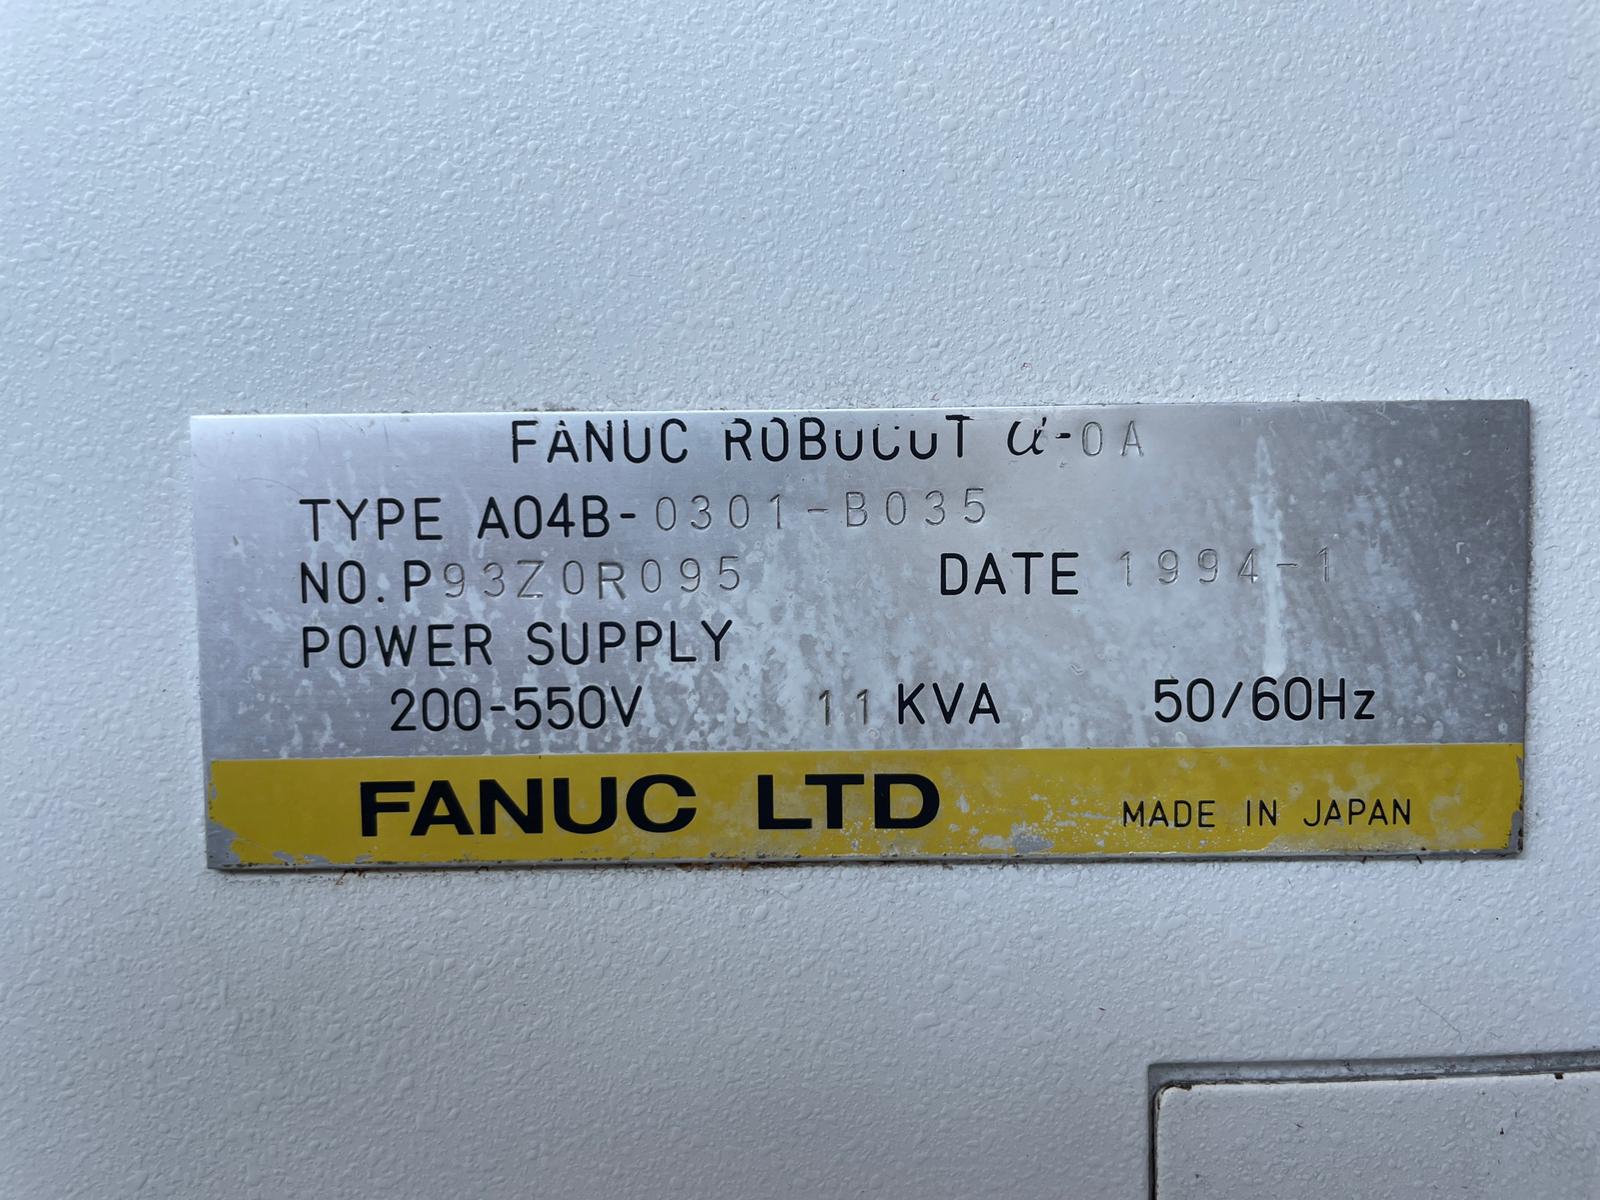 FANUC ROBOCUT α-0A
TYPE A04B-0301-B035
NO. P93Z0R095 DATE 1994-1
POWER SUPPLY
200-550V 11 KVA 50/60Hz
FANUC LTD MADE IN JAPAN